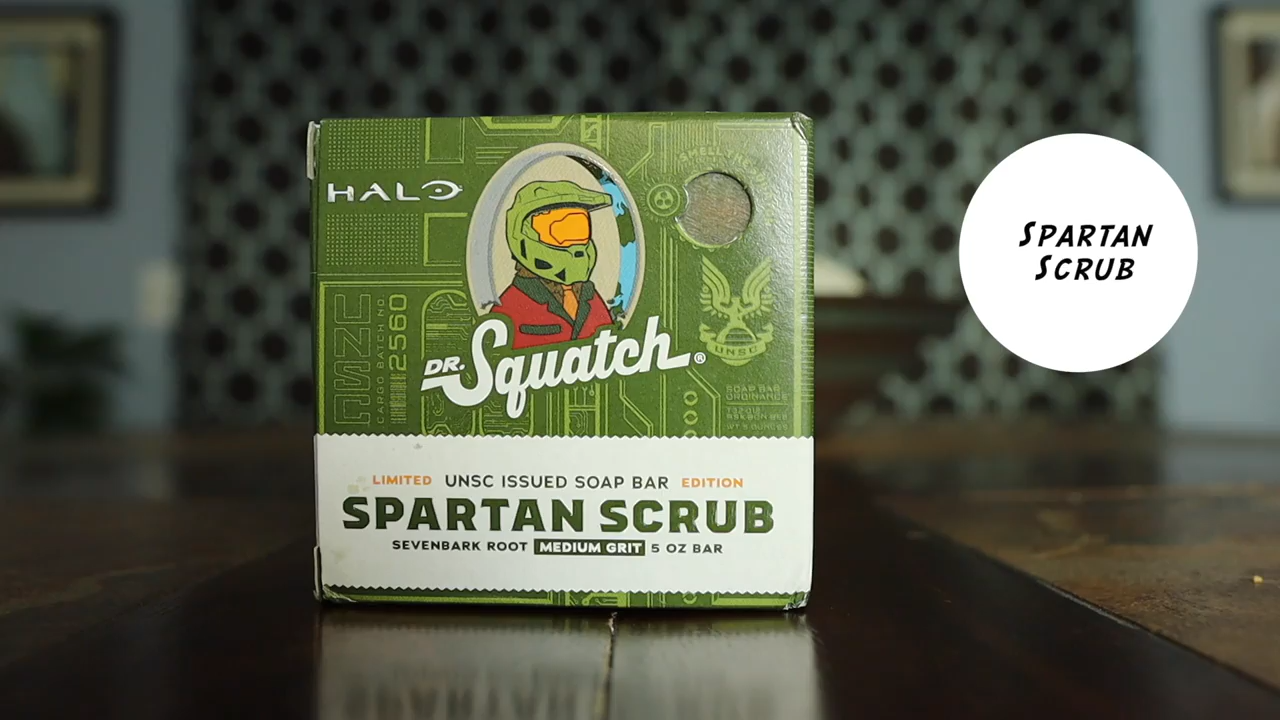 HALO
SMELL THE
UNSC
CARGO BATCH NO.
2560
DR. Squatch®
UNSC
SOAP BAR
ORDINANCE
LIMITED UNSC ISSUED SOAP BAR EDITION
SPARTAN SCRUB
SEVENBARK ROOT MEDIUM GRIT 5 OZ BAR
SPARTAN
SCRUB